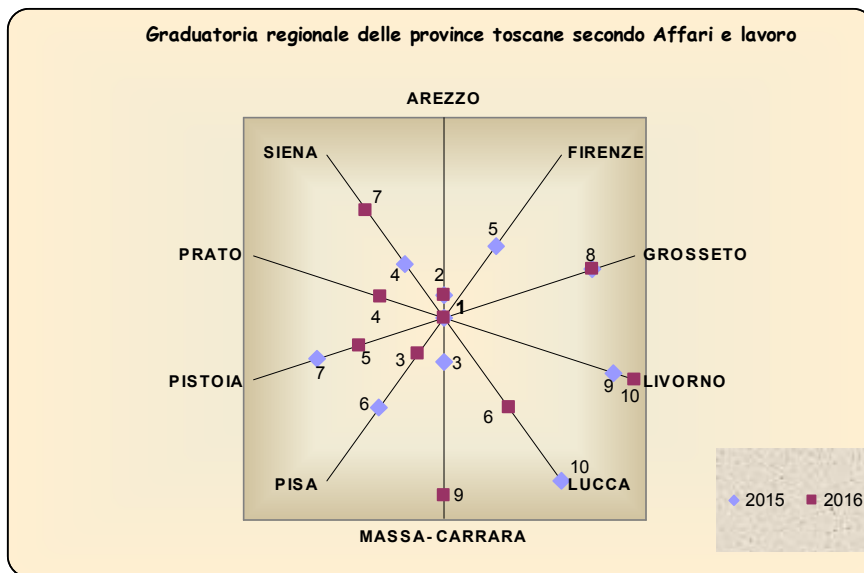 Graduatoria regionale delle province toscane secondo Affari e lavoro
AREZZO
SIENA
FIRENZE
7
5
PRATO
8
GROSSETO
4
2
1
4
3
3
5
7
PISTOIA
9
10
LIVORNO
6
6
10
PISA
LUCCA
9
MASSA-CARRARA
2015
2016